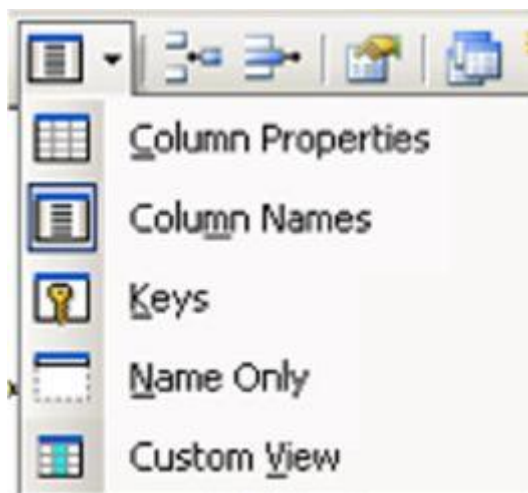 Column Properties
Column Names
Keys
Name Only
Custom View